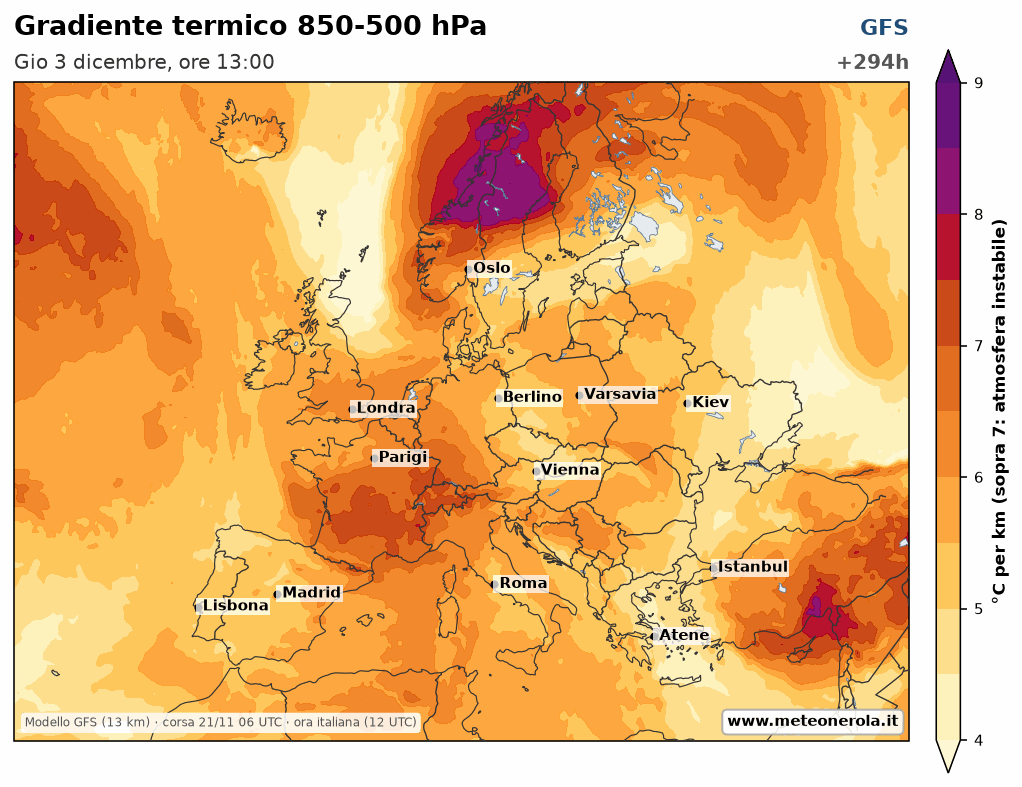 Gradiente termico 850-500 hPa
GFS
Gio 3 dicembre, ore 13:00
+294h
Oslo
Londra
Berlino
Varsavia
Kiev
Parigi
Vienna
Istanbul
Roma
Madrid
Lisbona
Atene
Modello GFS (13 km) · corsa 21/11 06 UTC · ora italiana (12 UTC)
www.meteonerola.it
9
8
7
6
5
4
°C per km (sopra 7: atmosfera instabile)